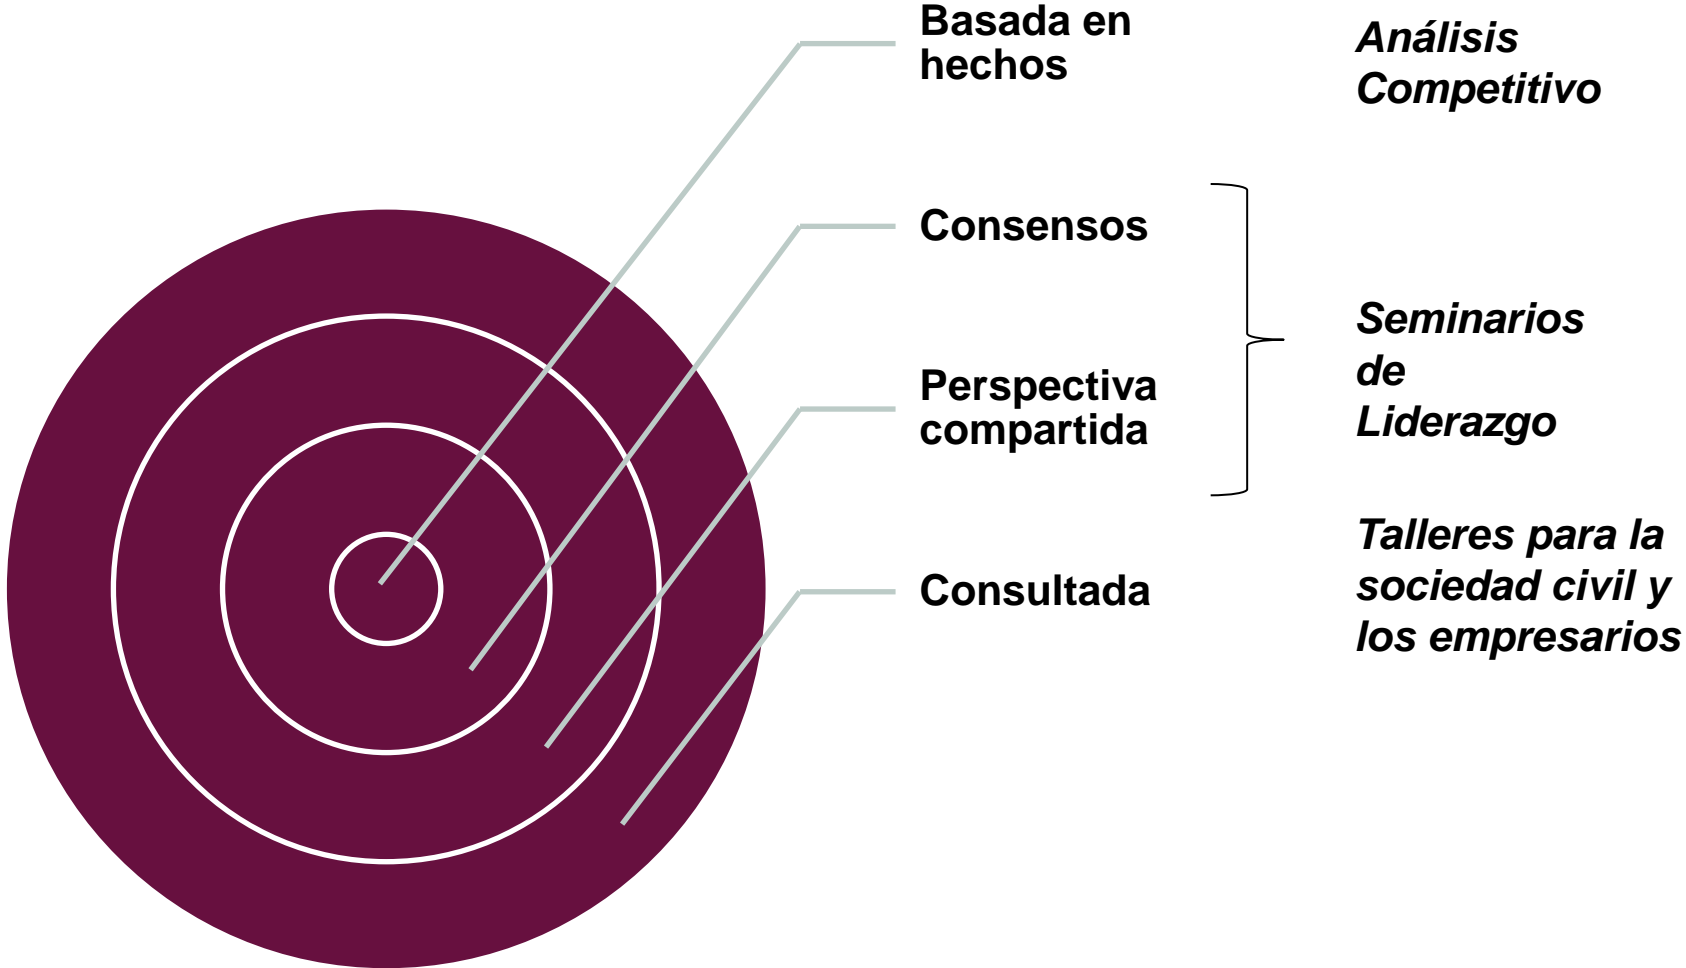 Basada en
hechos
Análisis
Competitivo
Consensos
Perspectiva
compartida
Seminarios
de
Liderazgo
Consultada
Talleres para la
sociedad civil y
los empresarios